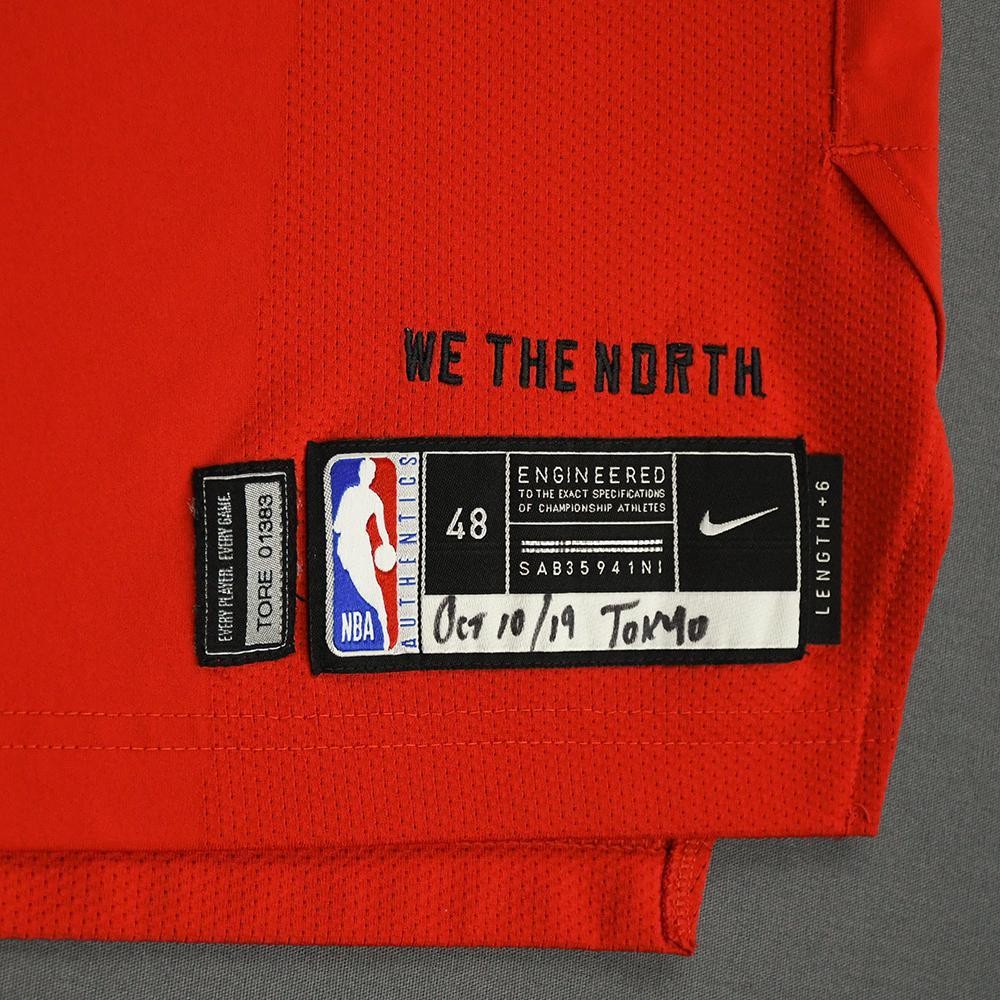 WE THE NORTH
EVERY PLAYER. EVERY GAME.
TORE 01383
NBA
AUTHENTICS
48
ENGINEERED
TO THE EXACT SPECIFICATIONS
OF CHAMPIONSHIP ATHLETES
SAB35941NI
LENGTH +6
OCT 10/19 TOKYO